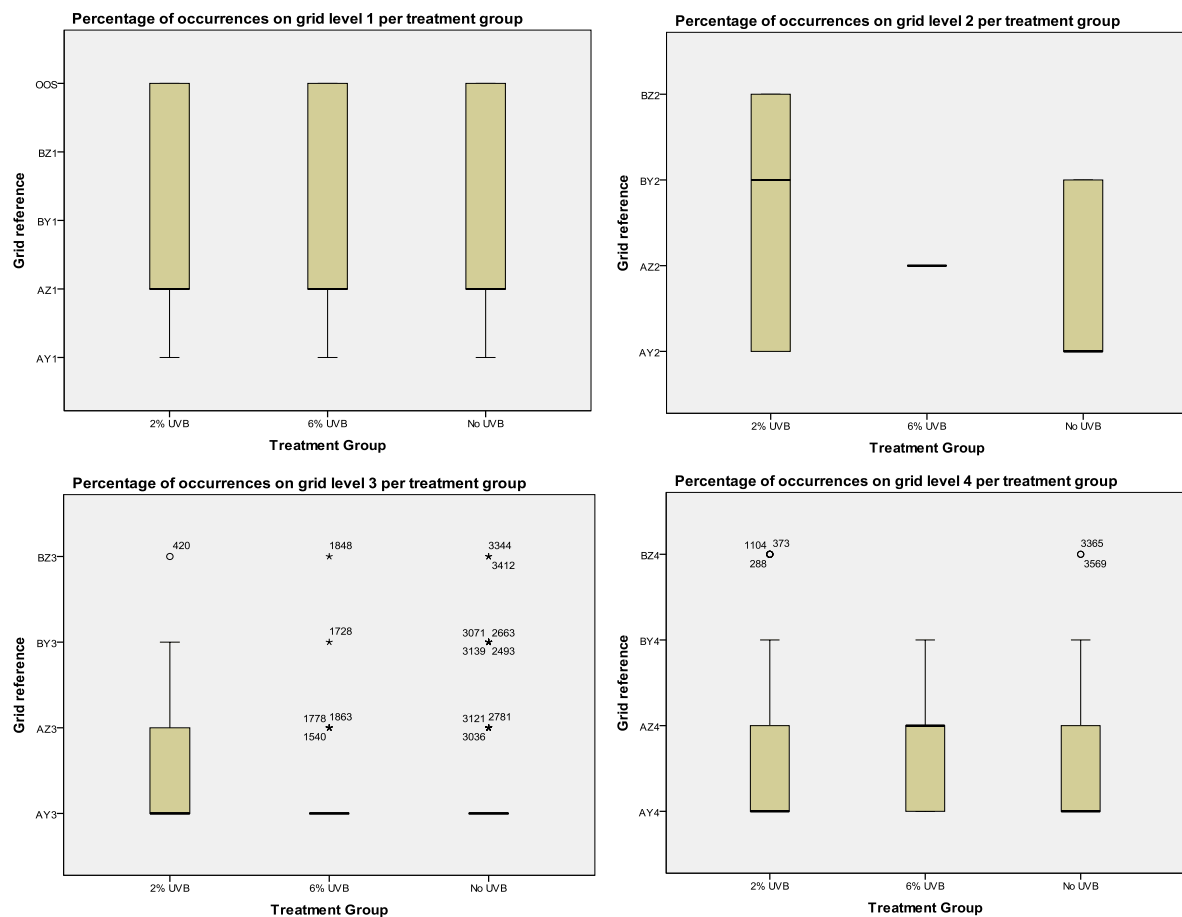 Percentage of occurrences on grid level 1 per treatment group
Grid reference
OOS
BZ1
BY1
AZ1
AY1
2% UVB 6% UVB No UVB
Treatment Group
Percentage of occurrences on grid level 2 per treatment group
Grid reference
BZ2
BY2
AZ2
AY2
2% UVB 6% UVB No UVB
Treatment Group
Percentage of occurrences on grid level 3 per treatment group
Grid reference
BZ3
420 1848 3344
3412
BY3
1728 3071 2663
3139 2493
AZ3
1778 1863 3121 2781
1540 3036
AY3
2% UVB 6% UVB No UVB
Treatment Group
Percentage of occurrences on grid level 4 per treatment group
Grid reference
BZ4
1104 373 3365
288 3569
BY4
AZ4
AY4
2% UVB 6% UVB No UVB
Treatment Group